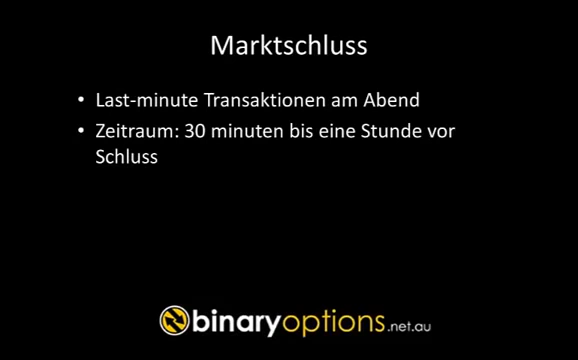 Marktschluss
• Last-minute Transaktionen am Abend
• Zeitraum: 30 minuten bis eine Stunde vor
Schluss
binaryoptions.net.au